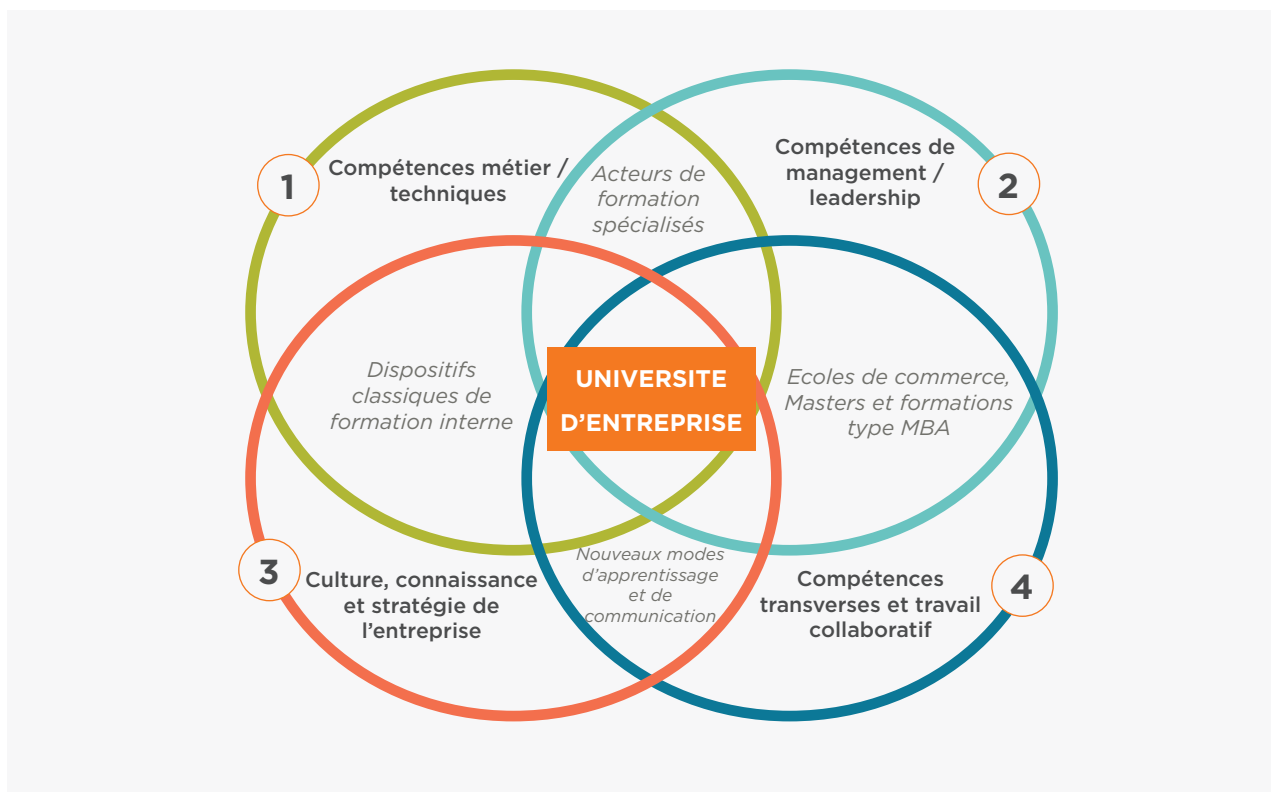 1
Compétences métier /
techniques
Acteurs de
formation
spécialisés
Compétences de
management /
leadership
2
Dispositifs
classiques de
formation interne
UNIVERSITE
D'ENTREPRISE
Ecoles de commerce,
Masters et formations
type MBA
3
Culture, connaissance
et stratégie de
l'entreprise
Nouveaux modes
d'apprentissage
et de
communication
Compétences
transverses et travail
collaboratif
4